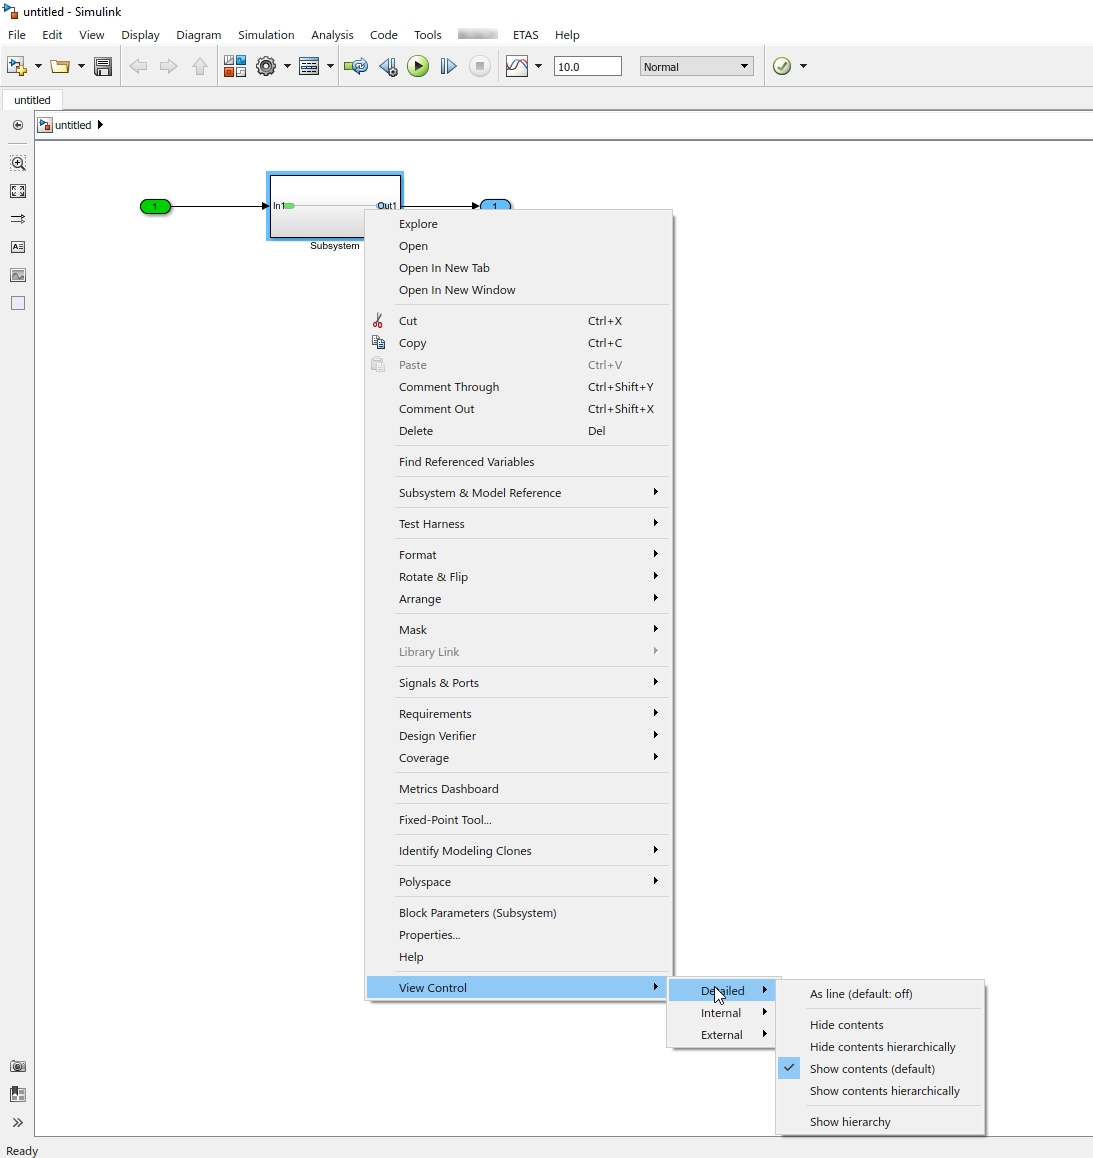 untitled - Simulink
File Edit View Display Diagram Simulation Analysis Code Tools ETAS Help
10.0 Normal
untitled
untitled
1 In1 Out1 1
Subsystem
Explore
Open
Open In New Tab
Open In New Window
Cut Ctrl+X
Copy Ctrl+C
Paste Ctrl+V
Comment Through Ctrl+Shift+Y
Comment Out Ctrl+Shift+X
Delete Del
Find Referenced Variables
Subsystem & Model Reference
Test Harness
Format
Rotate & Flip
Arrange
Mask
Library Link
Signals & Ports
Requirements
Design Verifier
Coverage
Metrics Dashboard
Fixed-Point Tool...
Identify Modeling Clones
Polyspace
Block Parameters (Subsystem)
Properties...
Help
View Control
Detailed
Internal
External
As line (default: off)
Hide contents
Hide contents hierarchically
Show contents (default)
Show contents hierarchically
Show hierarchy
Ready